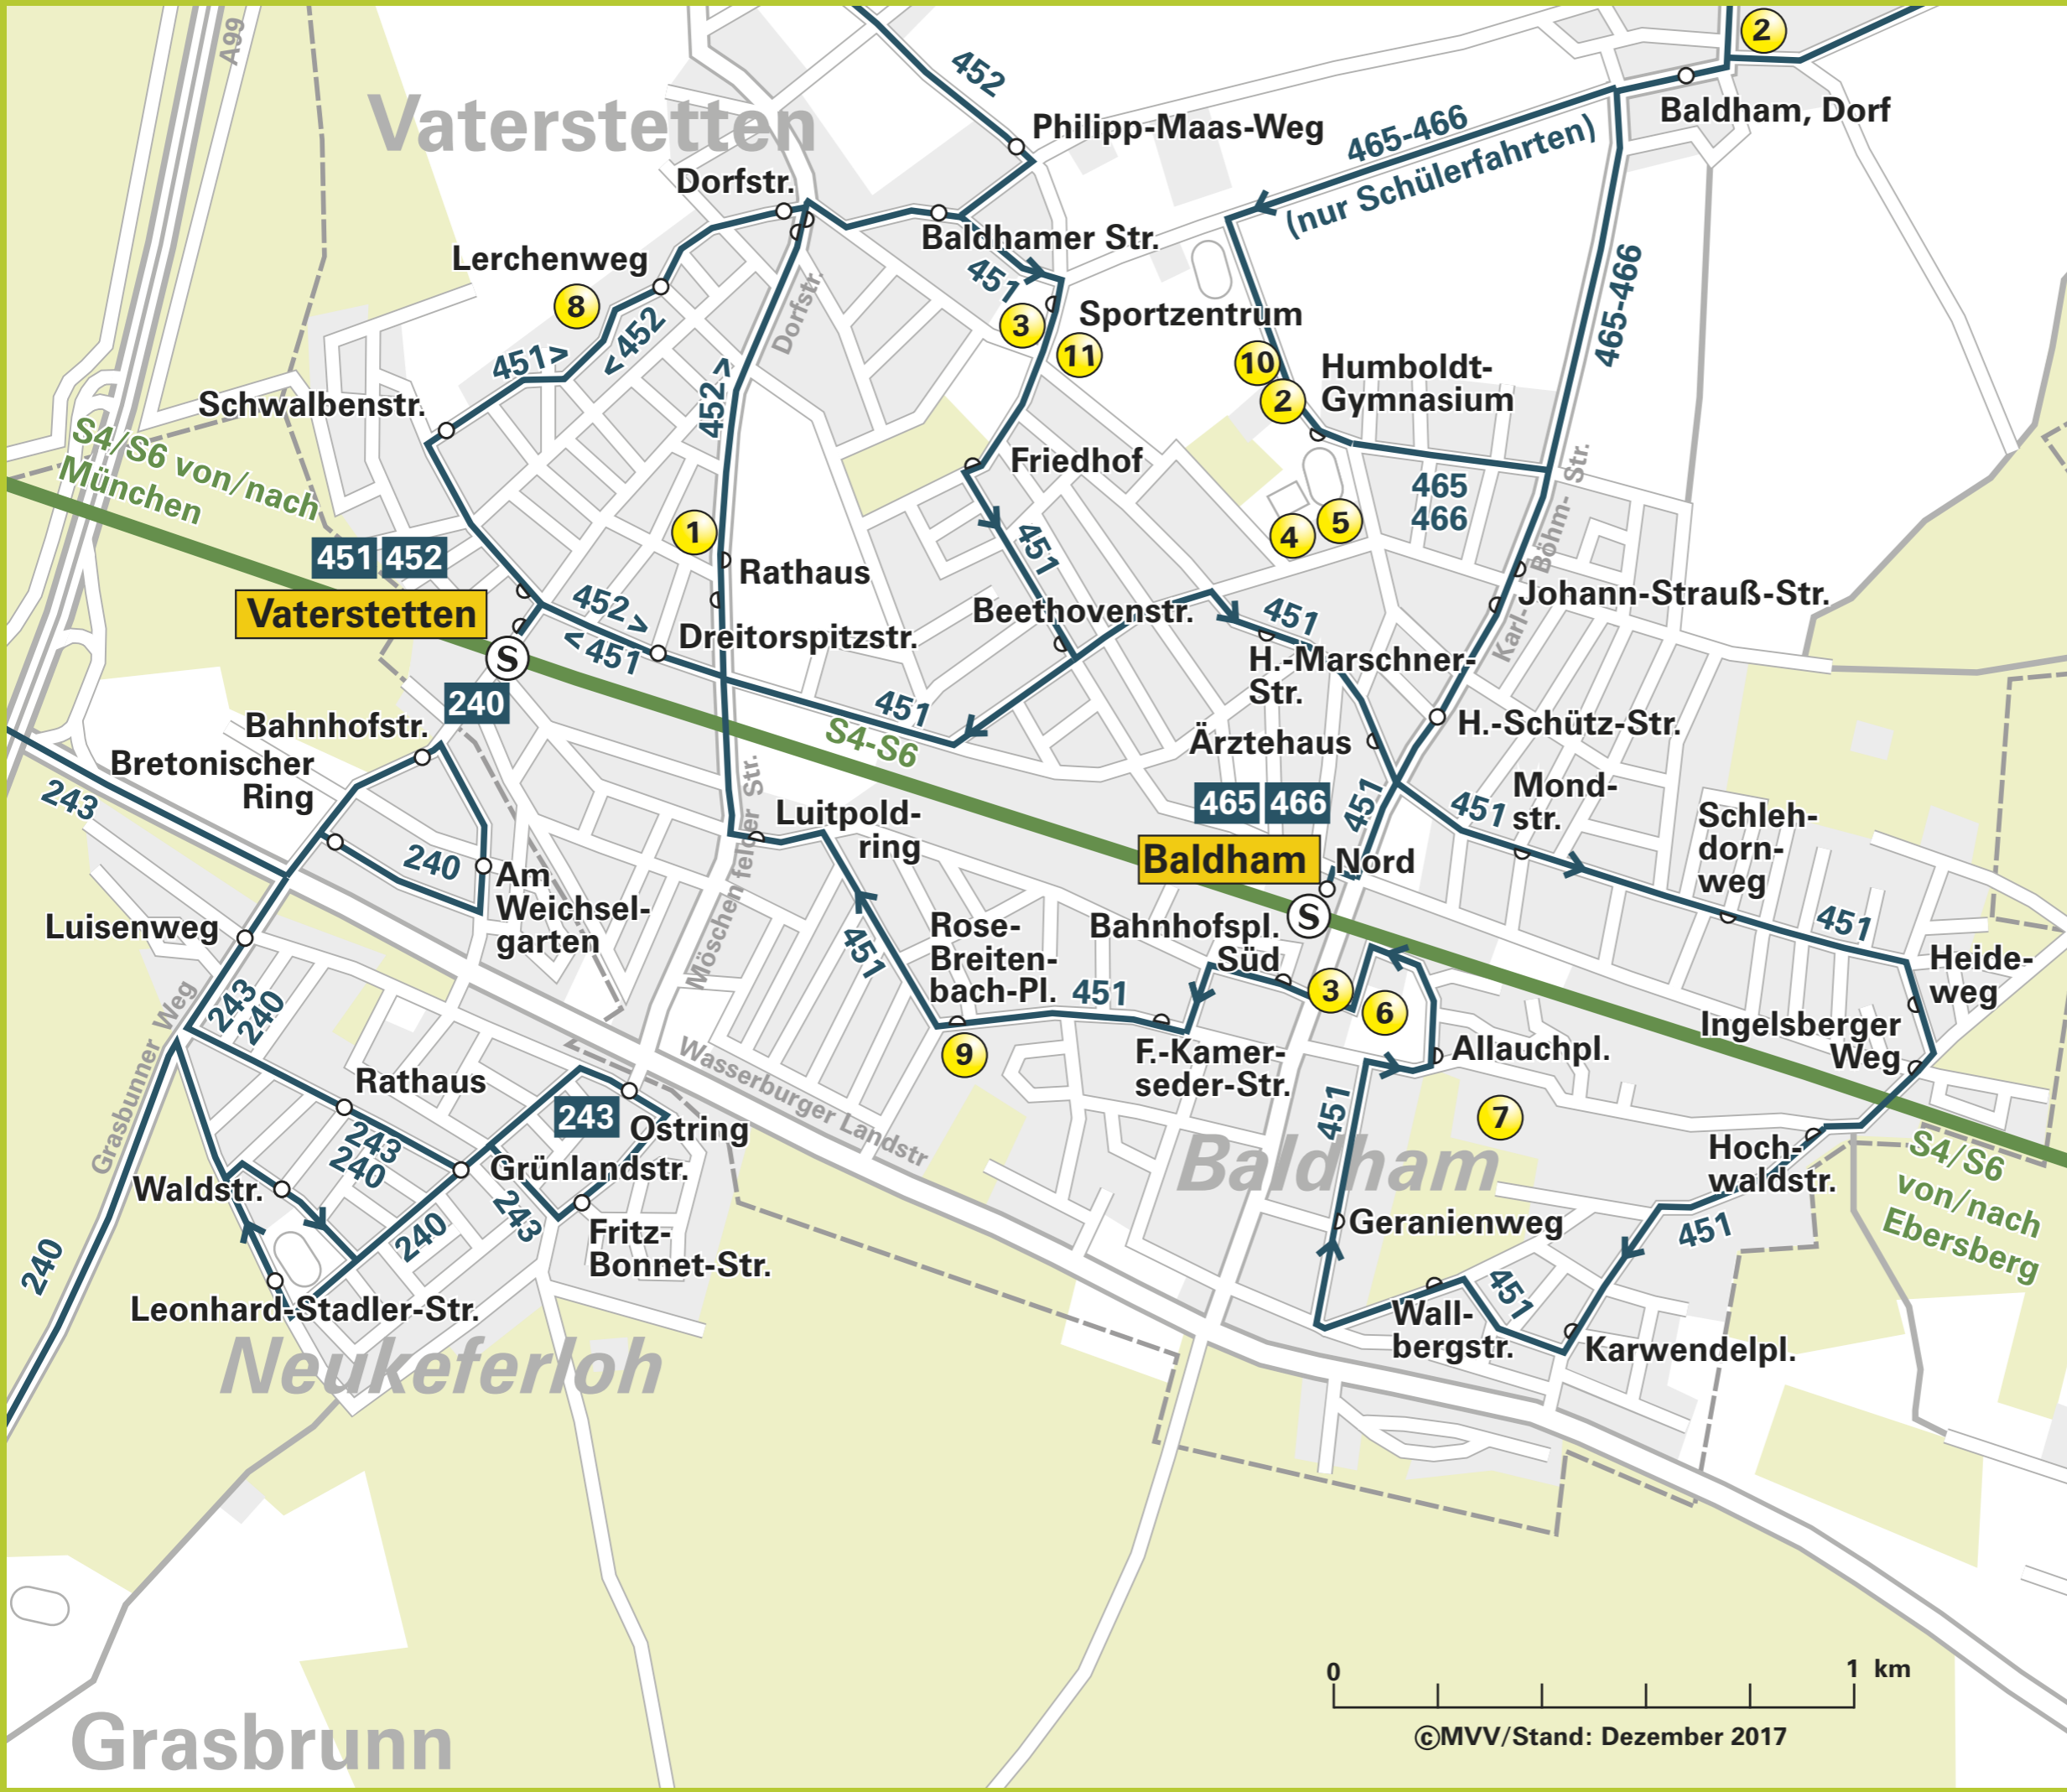 A99
2
452
Vaterstetten
Philipp-Maas-Weg
465-466
(nur Schülerfahrten)
Baldham, Dorf
Dorfstr.
Baldhamer Str.
Lerchenweg
8
451
3
Sportzentrum
11
Dorfstr.
465-466
451>
<452
10
2
Humboldt-
Gymnasium
Schwalbenstr.
452>
S4/S6 von/nach
München
Friedhof
465
466
1
4
5
451
Karl- Böhm- Str.
451 452
Vaterstetten
S
240
Rathaus
452>
<451
Dreitorspitzstr.
Beethovenstr.
451
Johann-Strauß-Str.
H.-Marschner-
Str.
451
S4-S6
H.-Schütz-Str.
Ärztehaus
Bahnhofstr.
Bretonischer
Ring
243
465 466
451
451
Mond-
str.
Luitpold-
ring
Möschenfelder Str.
Baldham
Nord
S
Schleh-
dorn-
weg
240
Am
Weichsel-
garten
451
Luisenweg
451
Rose-
Breiten-
bach-Pl.
Bahnhofspl.
Süd
451
3
6
Heide-
weg
243
240
Grasbunner Weg
Wasserburger Landstr
9
F.-Kamer-
seder-Str.
Allauchpl.
Ingelsberger
Weg
Rathaus
243
Ostring
451
7
243
240
Grünlandstr.
Baldham
Hoch-
waldstr.
S4/S6
von/nach
Ebersberg
Waldstr.
243
240
Fritz-
Bonnet-Str.
Geranienweg
451
240
Leonhard-Stadler-Str.
451
Wall-
bergstr.
Karwendelpl.
Neukeferloh
0
1 km
©MVV/Stand: Dezember 2017
Grasbrunn